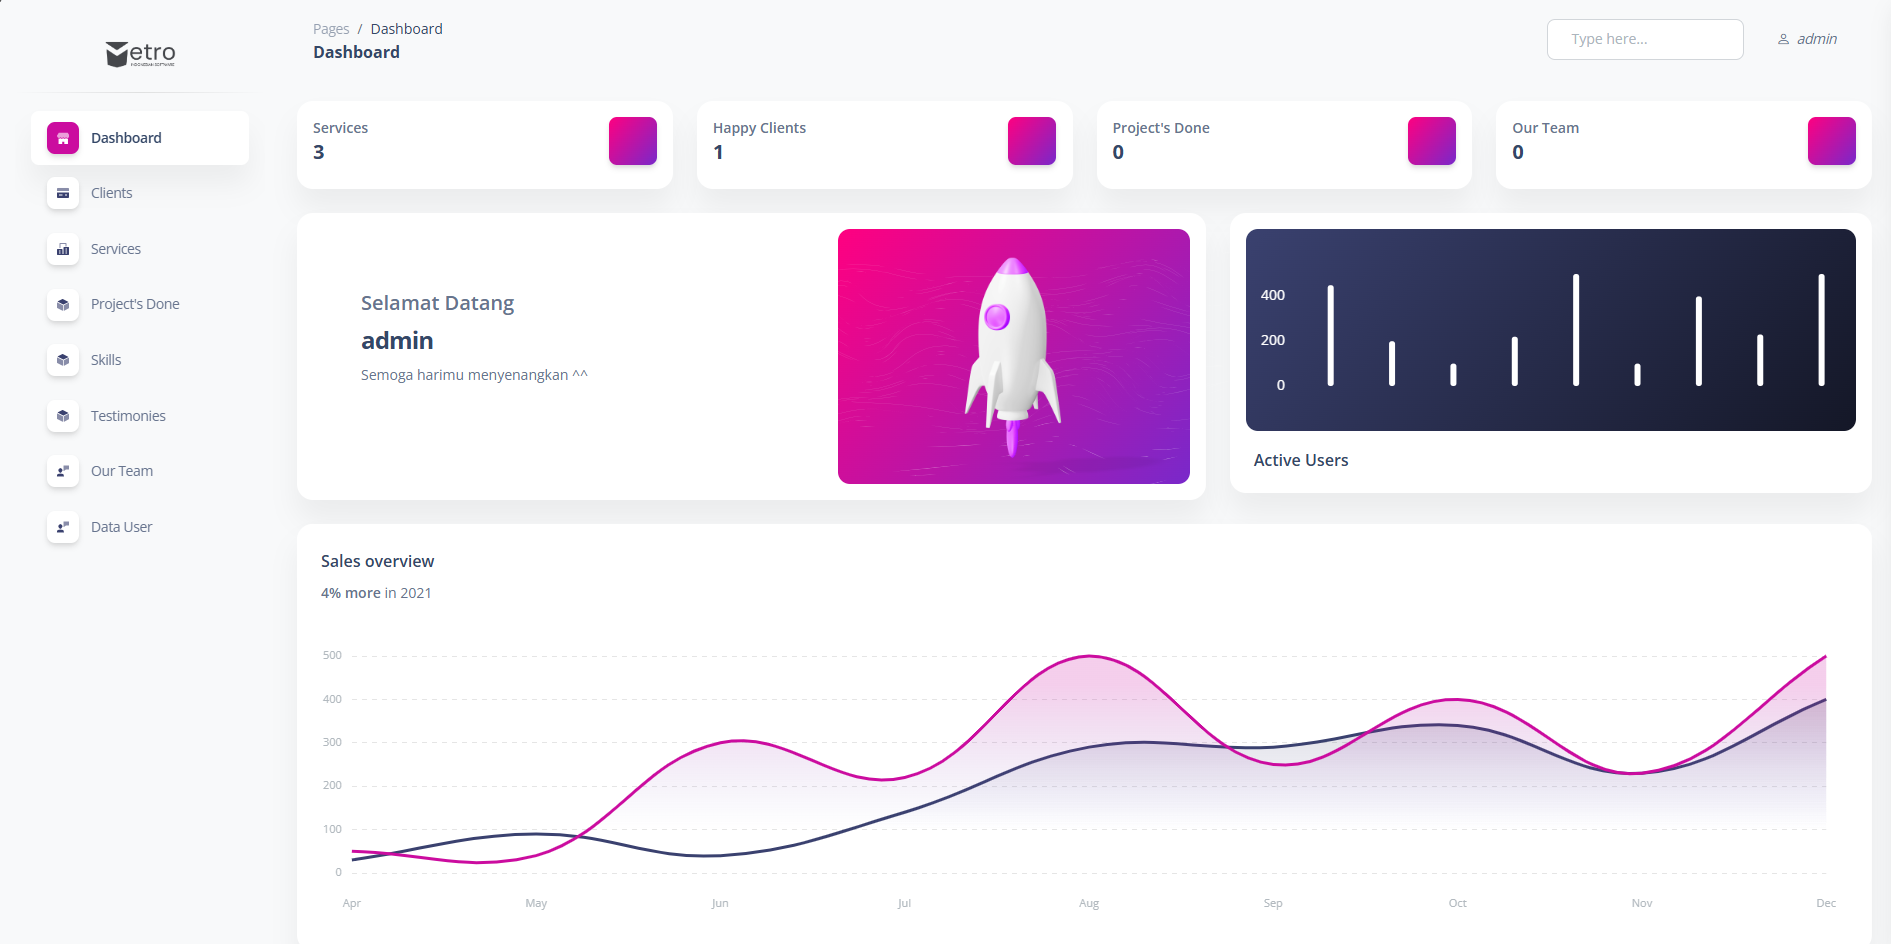 etro
Pages / Dashboard
Dashboard
Type here...
admin
Dashboard
Clients
Services
Project's Done
Skills
Testimonies
Our Team
Data User
Services
3
Happy Clients
1
Project's Done
0
Our Team
0
Selamat Datang
admin
Semoga harimu menyenangkan ^^
400
200
0
Active Users
Sales overview
4% more in 2021
500
400
300
200
100
0
Apr May Jun Jul Aug Sep Oct Nov Dec